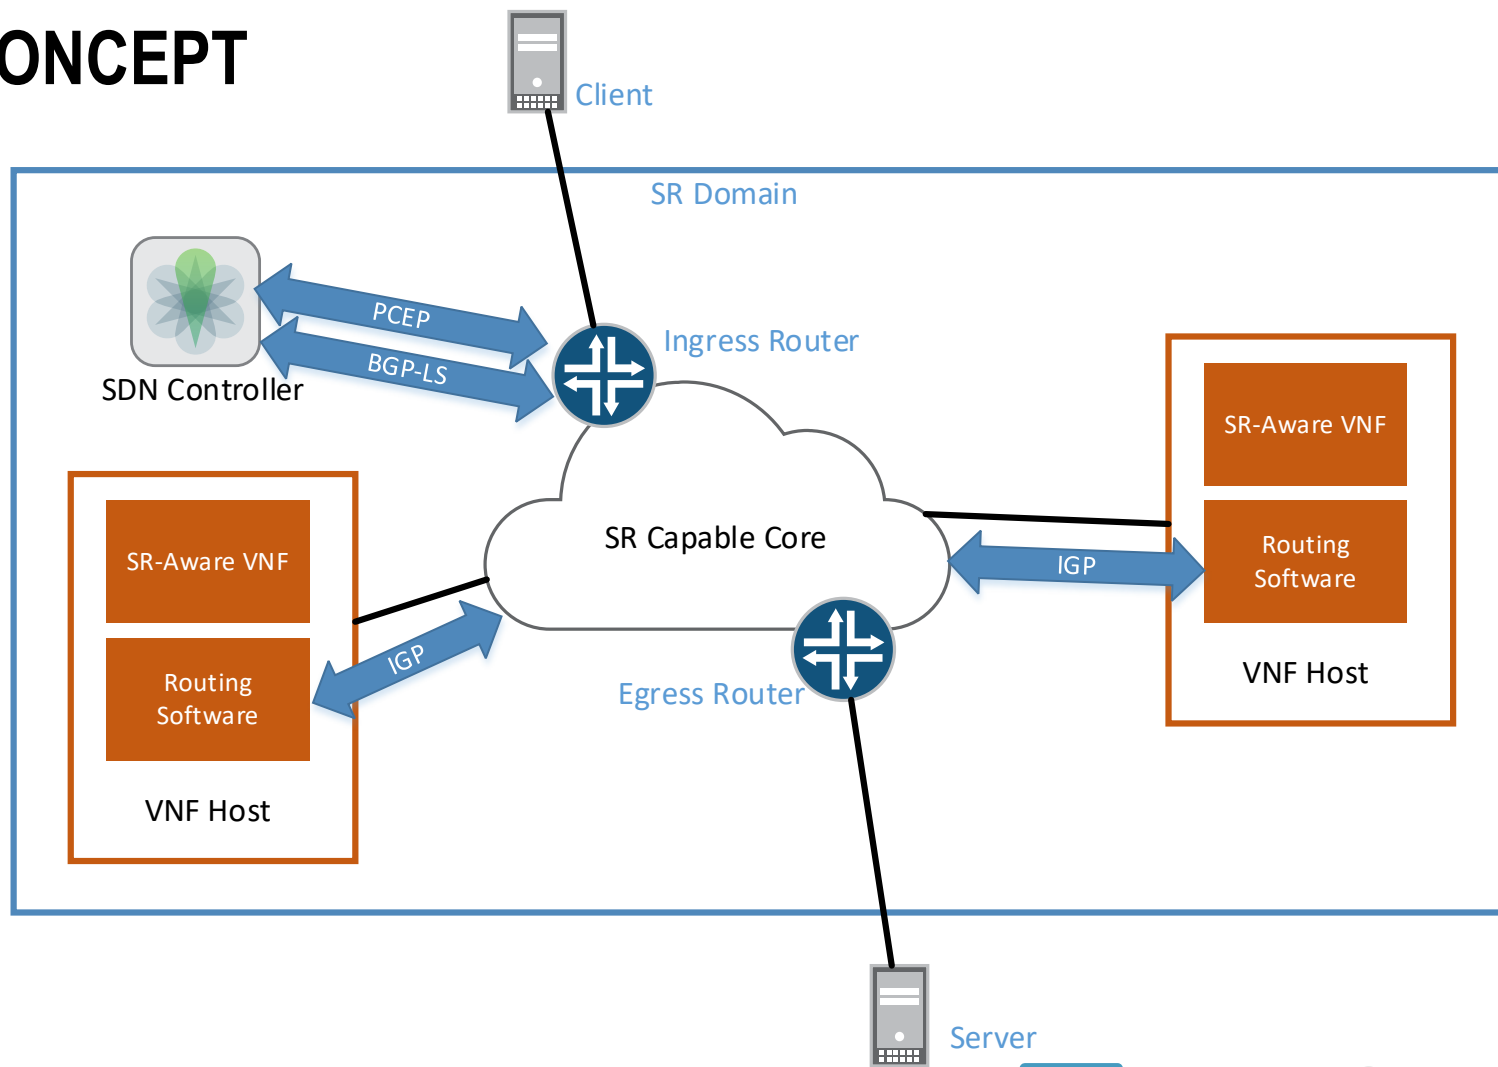 ONCEPT
Client
SR Domain
PCEP
Ingress Router
BGP-LS
SDN Controller
SR-Aware VNF
SR Capable Core
Routing
Software
SR-Aware VNF
IGP
IGP
VNF Host
Routing
Software
Egress Router
VNF Host
Server